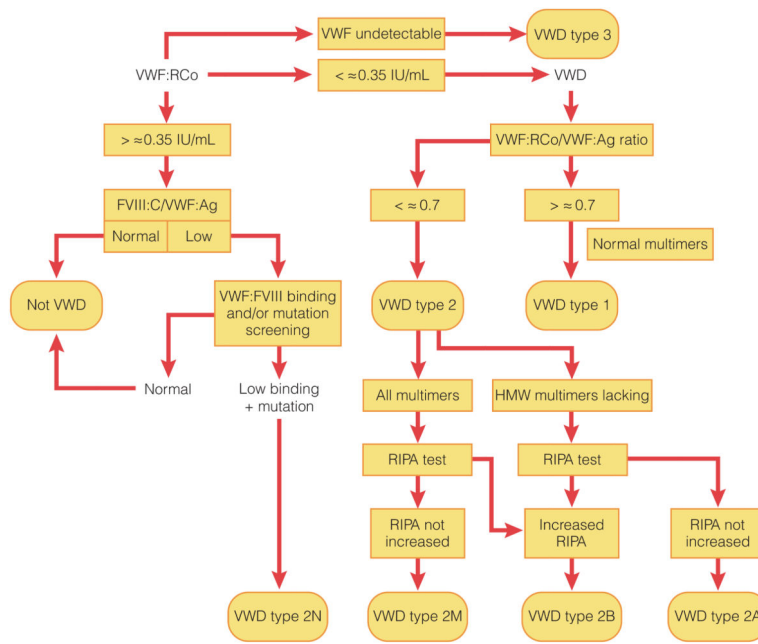 VWF undetectable
VWD type 3
VWF:RCo
< ≈0.35 IU/mL
VWD
> ≈0.35 IU/mL
VWF:RCo/VWF:Ag ratio
FVIII:C/VWF:Ag
Normal
Low
< ≈0.7
> ≈0.7
Normal multimers
Not VWD
VWF:FVIII binding
and/or mutation
screening
VWD type 2
VWD type 1
Normal
Low binding
+ mutation
All multimers
HMW multimers lacking
RIPA test
RIPA test
RIPA not
increased
Increased
RIPA
RIPA not
increased
VWD type 2N
VWD type 2M
VWD type 2B
VWD type 2A